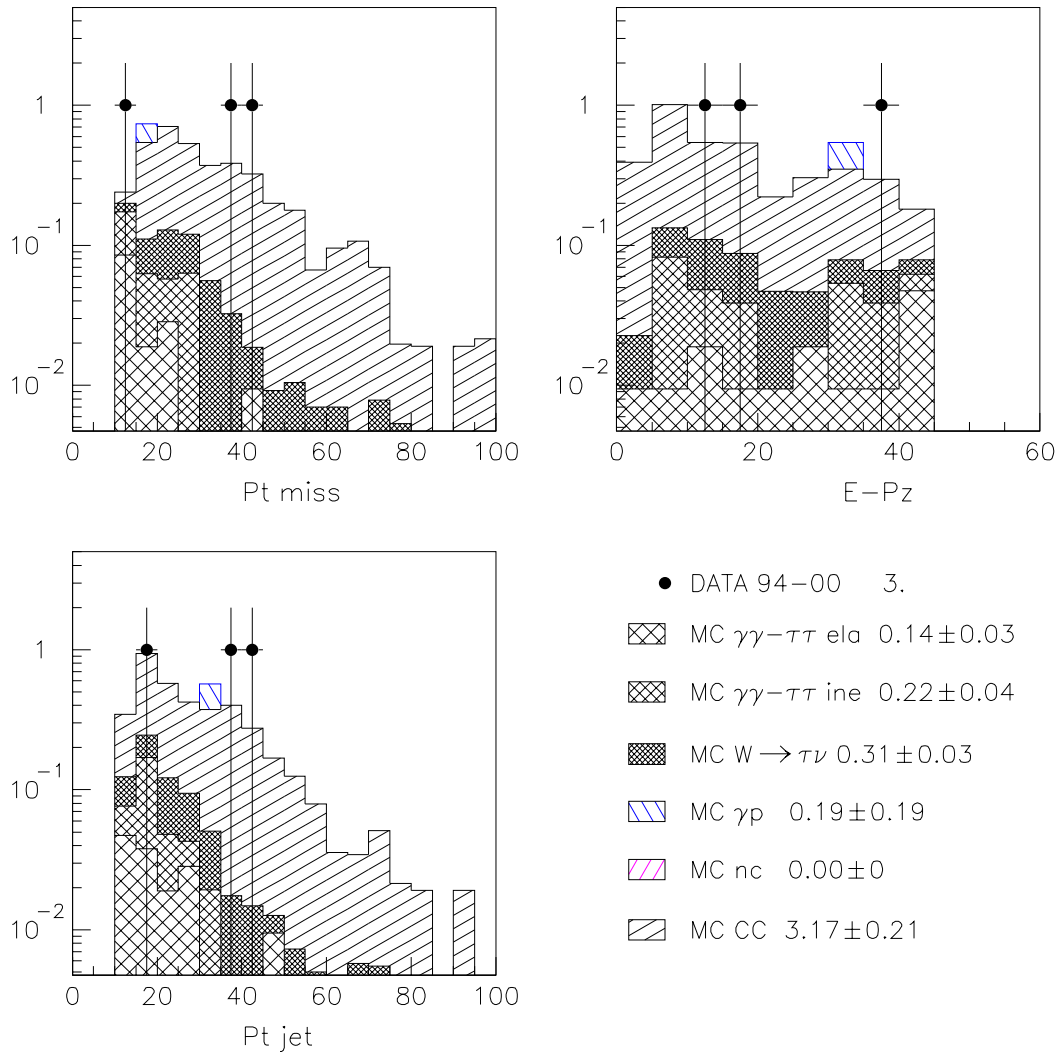 1
10⁻¹
10⁻²
20 40 60 80 100
Pt miss
1
10⁻¹
10⁻²
0 20 40 60
E−Pz
1
10⁻¹
10⁻²
0 20 40 60 80 100
Pt jet
0
DATA 94−00 3.
MC γγ−ττ ela 0.14±0.03
MC γγ−ττ ine 0.22±0.04
MC W→τν 0.31±0.03
MC γp 0.19±0.19
MC nc 0.00±0
MC CC 3.17±0.21